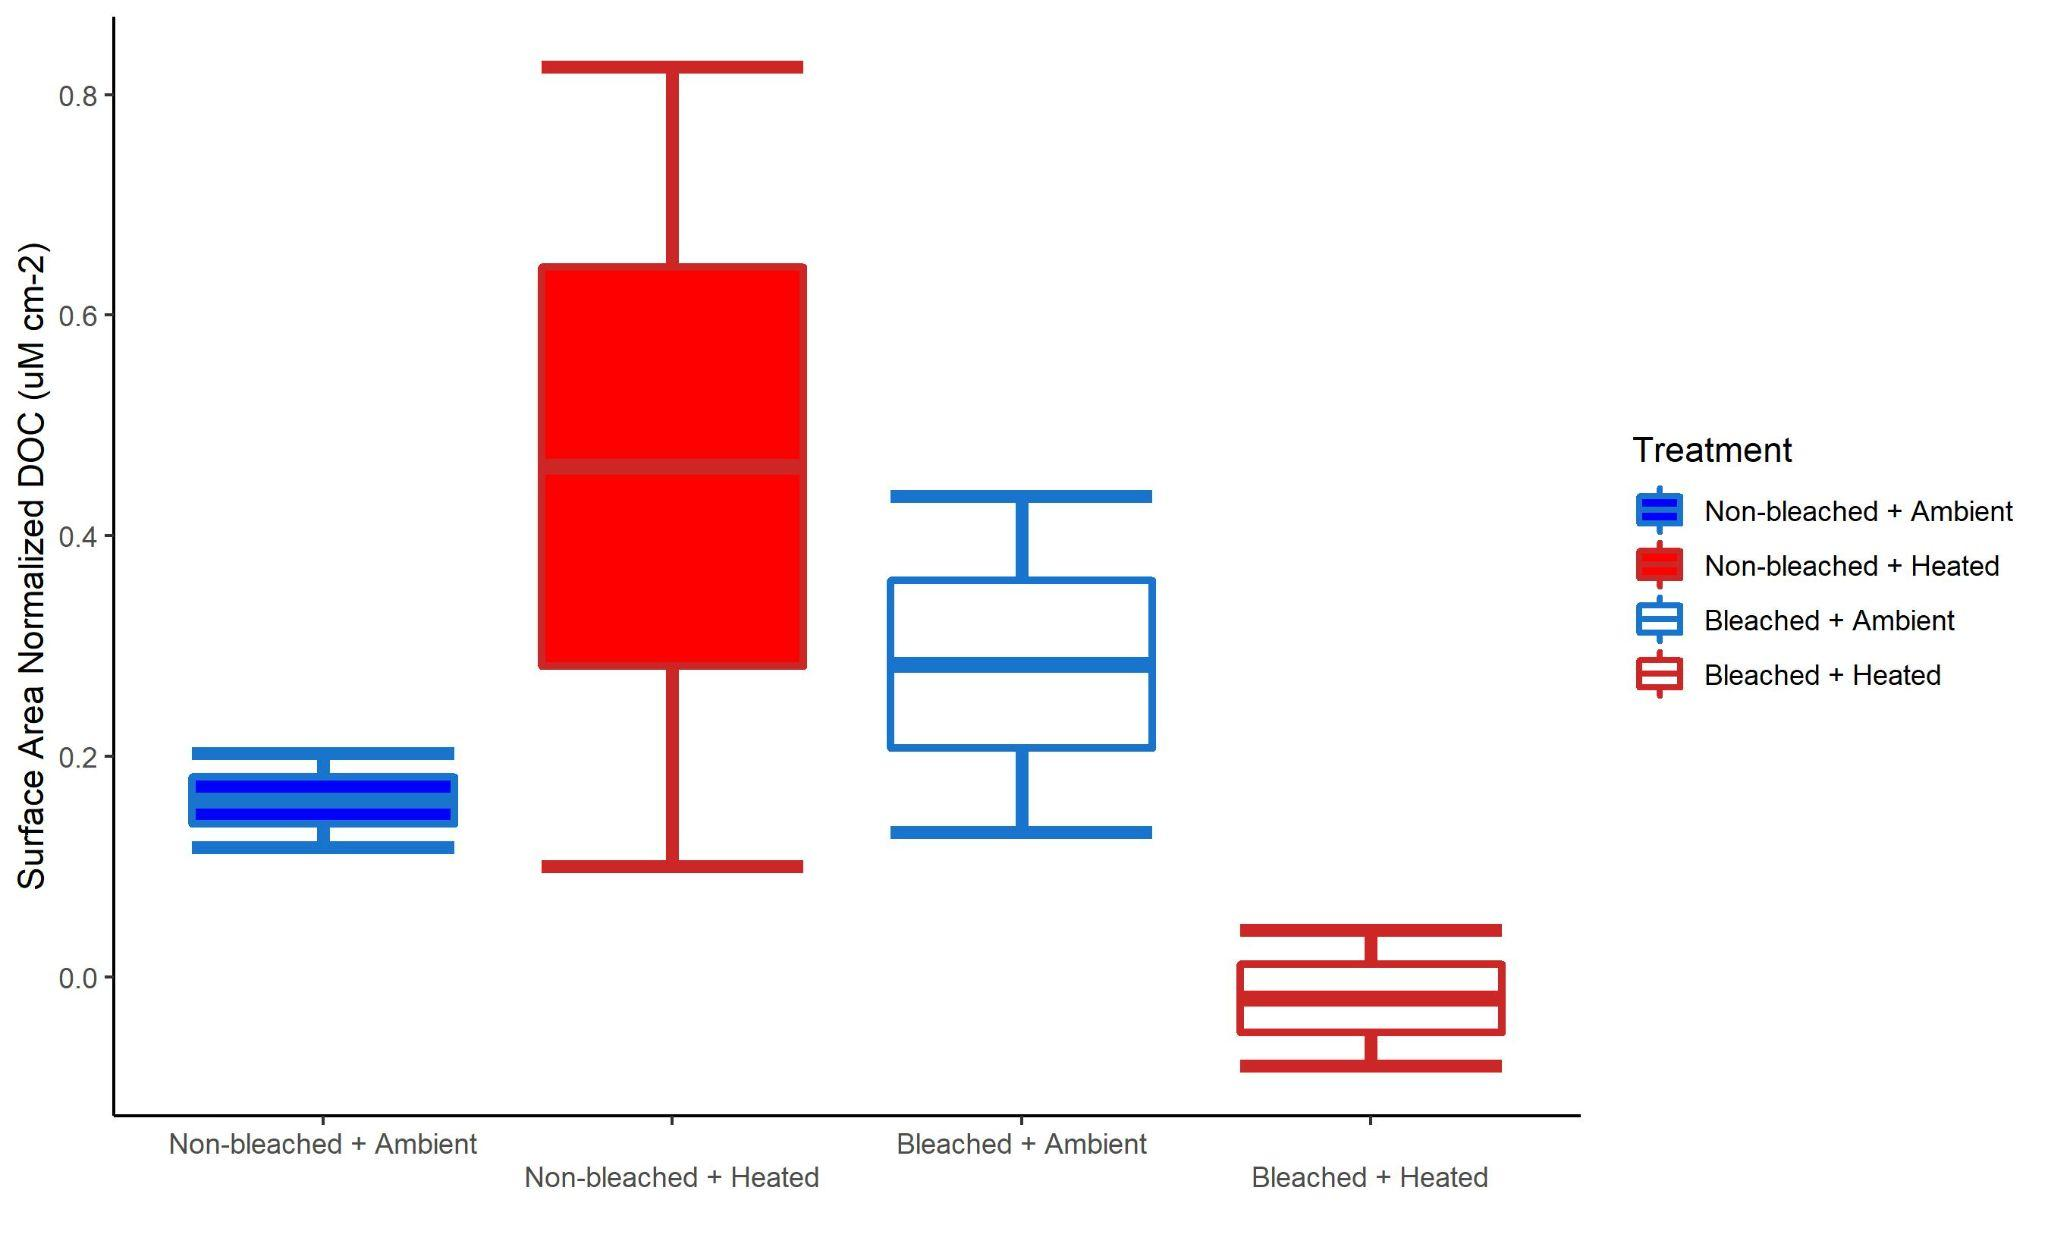 Surface Area Normalized DOC (uM cm-2)
0.8
0.6
0.4
0.2
0.0
Non-bleached + Ambient
Non-bleached + Heated
Bleached + Ambient
Bleached + Heated
Treatment
Non-bleached + Ambient
Non-bleached + Heated
Bleached + Ambient
Bleached + Heated